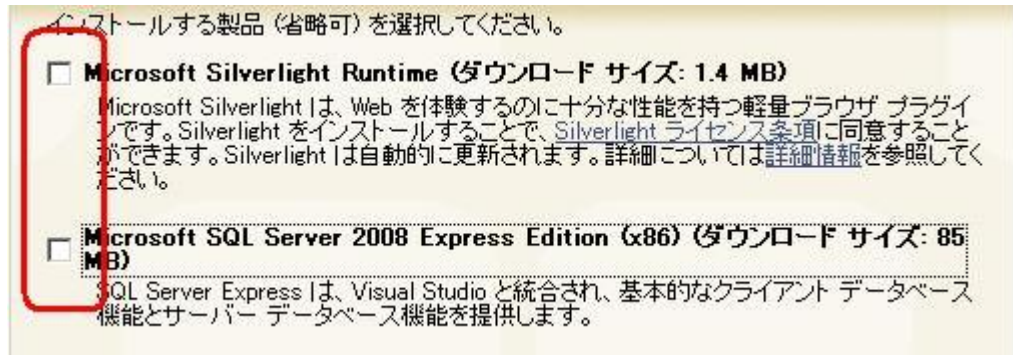 インストールする製品 (省略可) を選択してください。
Microsoft Silverlight Runtime (ダウンロード サイズ: 1.4 MB)
Microsoft Silverlight は、Web を体験するのに十分な性能を持つ軽量ブラウザ プラグイ
ンです。Silverlight をインストールすることで、Silverlight ライセンス条項に同意すること
ができます。Silverlight は自動的に更新されます。詳細については詳細情報を参照してく
ださい。
Microsoft SQL Server 2008 Express Edition (x86) (ダウンロード サイズ: 85
MB)
SQL Server Express は、Visual Studio と統合され、基本的なクライアント データベース
機能とサーバー データベース機能を提供します。